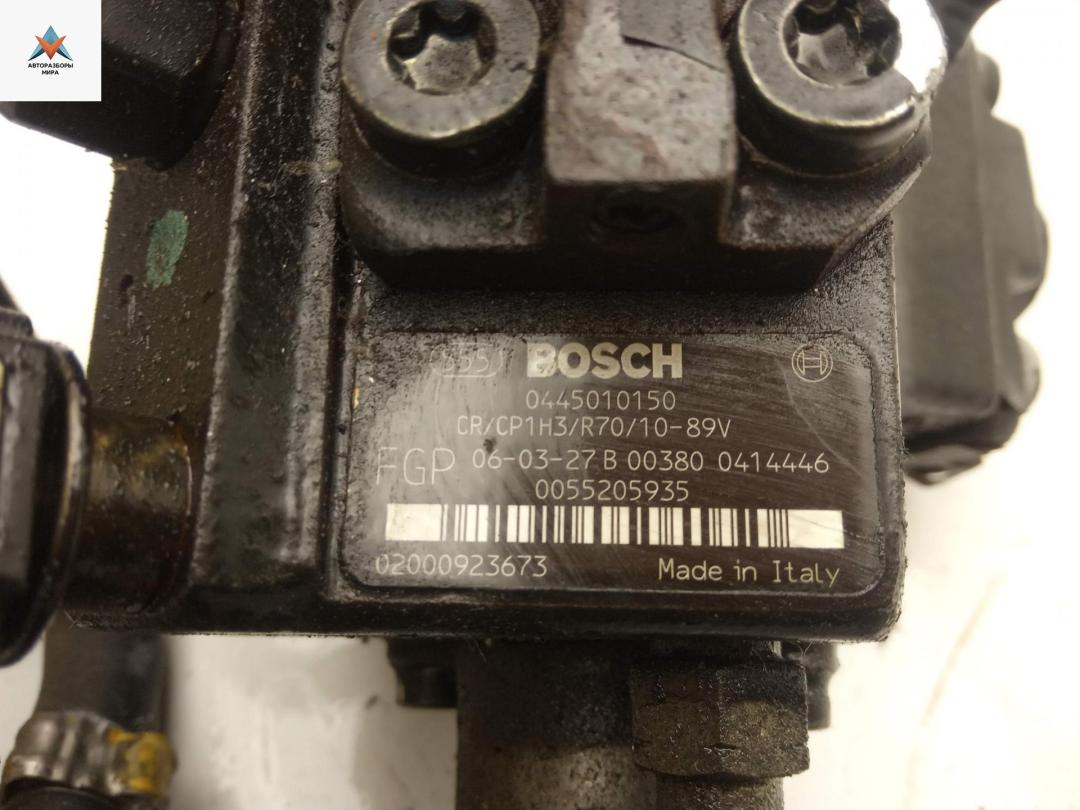 АВТОРАЗБОРЫ
МИРА
555 BOSCH
0445010150
CR/CP1H3/R70/10-89V
FGP 06-03-27 B 00380 0414446
0055205935
02000923673 Made in Italy